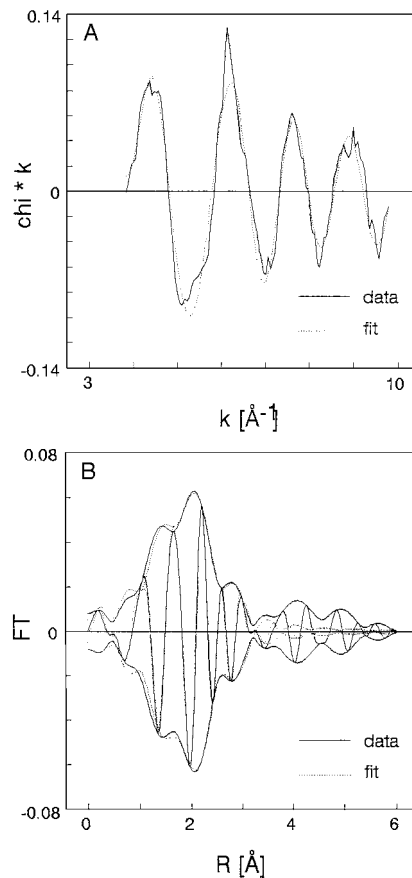 0.14
A
chi * k
0
data
fit
-0.14
3
10
k [Å-1]
0.08
B
FT
0
data
fit
-0.08
0
2
4
6
R [Å]